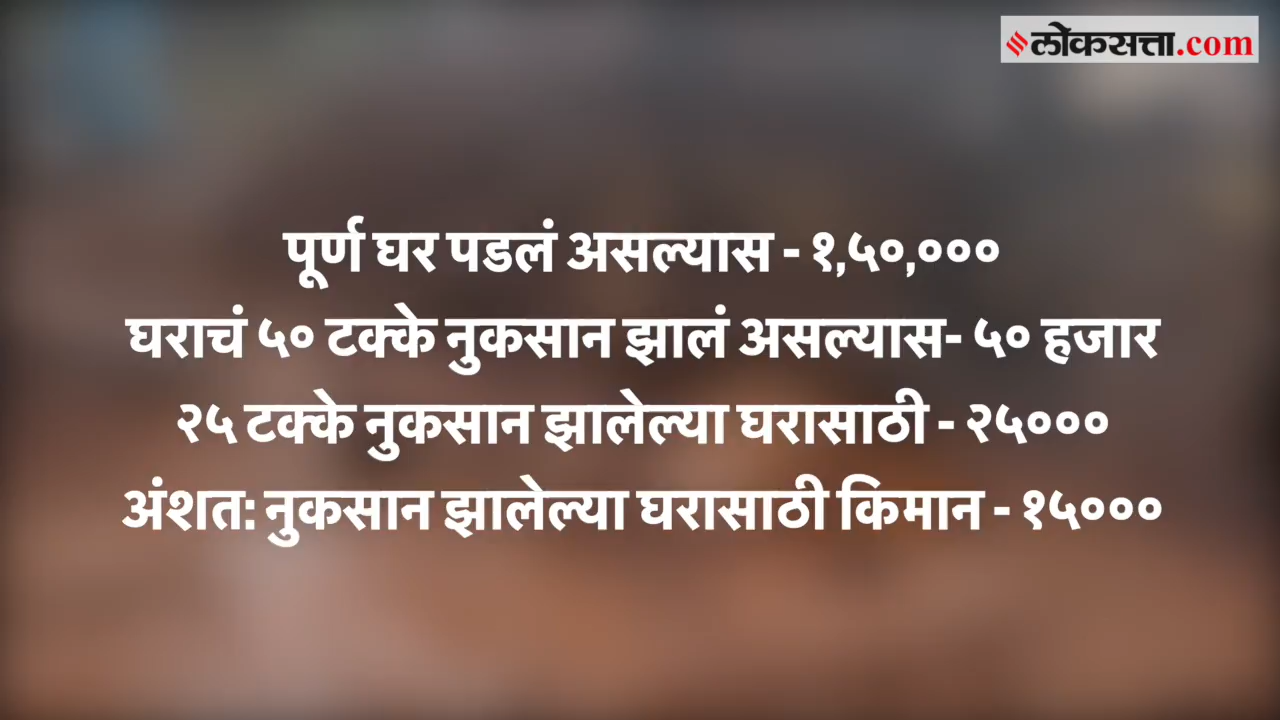 लोकसत्ता.com
पूर्ण घर पडलं असल्यास - १,५०,०००
घराचं ५० टक्के नुकसान झालं असल्यास- ५० हजार
२५ टक्के नुकसान झालेल्या घरासाठी - २५०००
अंशत: नुकसान झालेल्या घरासाठी किमान - १५०००